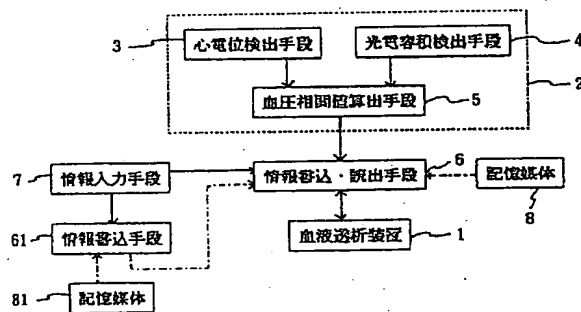 3
心電位検出手段
光電容積検出手段
4
2
血圧相関値算出手段
5
7
情報入力手段
情報書込・読出手段
6
記憶媒体
8
61
情報書込手段
血液透析装置
1
81
記憶媒体